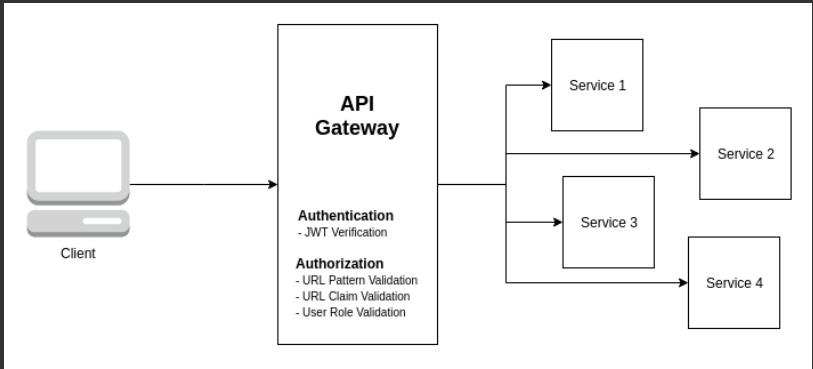 API
Gateway
Authentication
- JWT Verification
Authorization
- URL Pattern Validation
- URL Claim Validation
- User Role Validation
Client
Service 1
Service 2
Service 3
Service 4